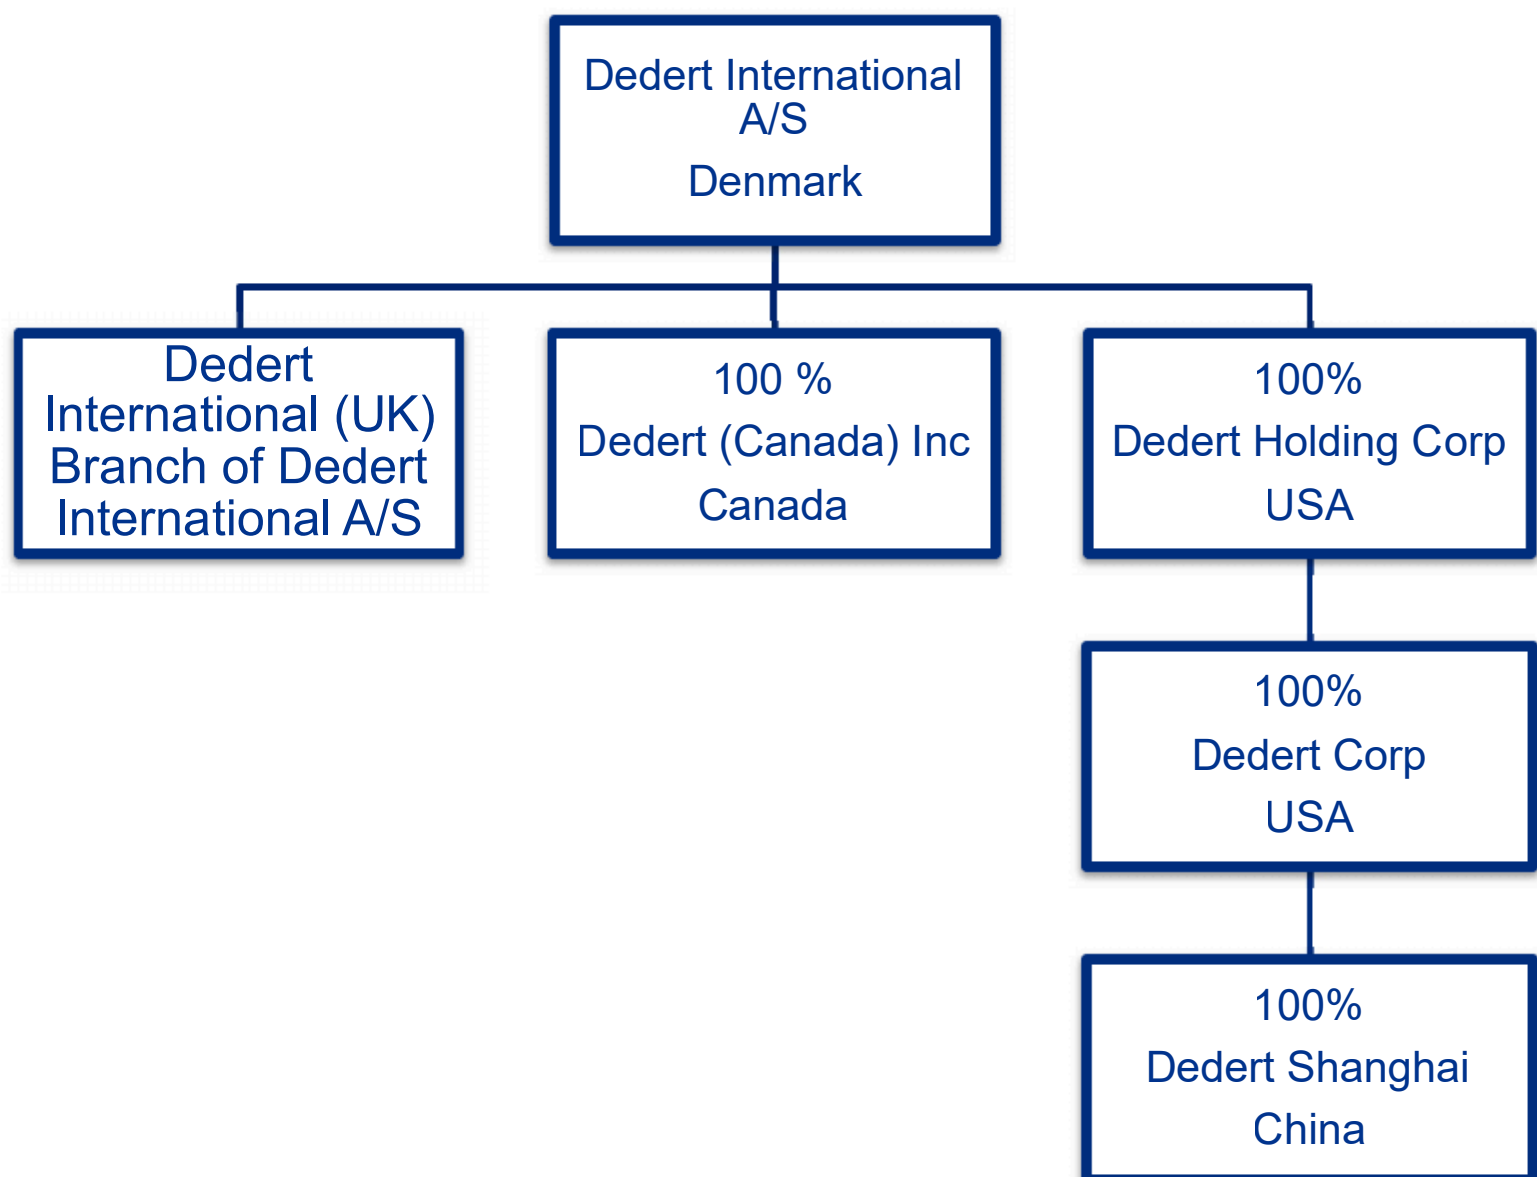 Dedert International
A/S
Denmark
Dedert
International (UK)
Branch of Dedert
International A/S
100 %
Dedert (Canada) Inc
Canada
100%
Dedert Holding Corp
USA
100%
Dedert Corp
USA
100%
Dedert Shanghai
China